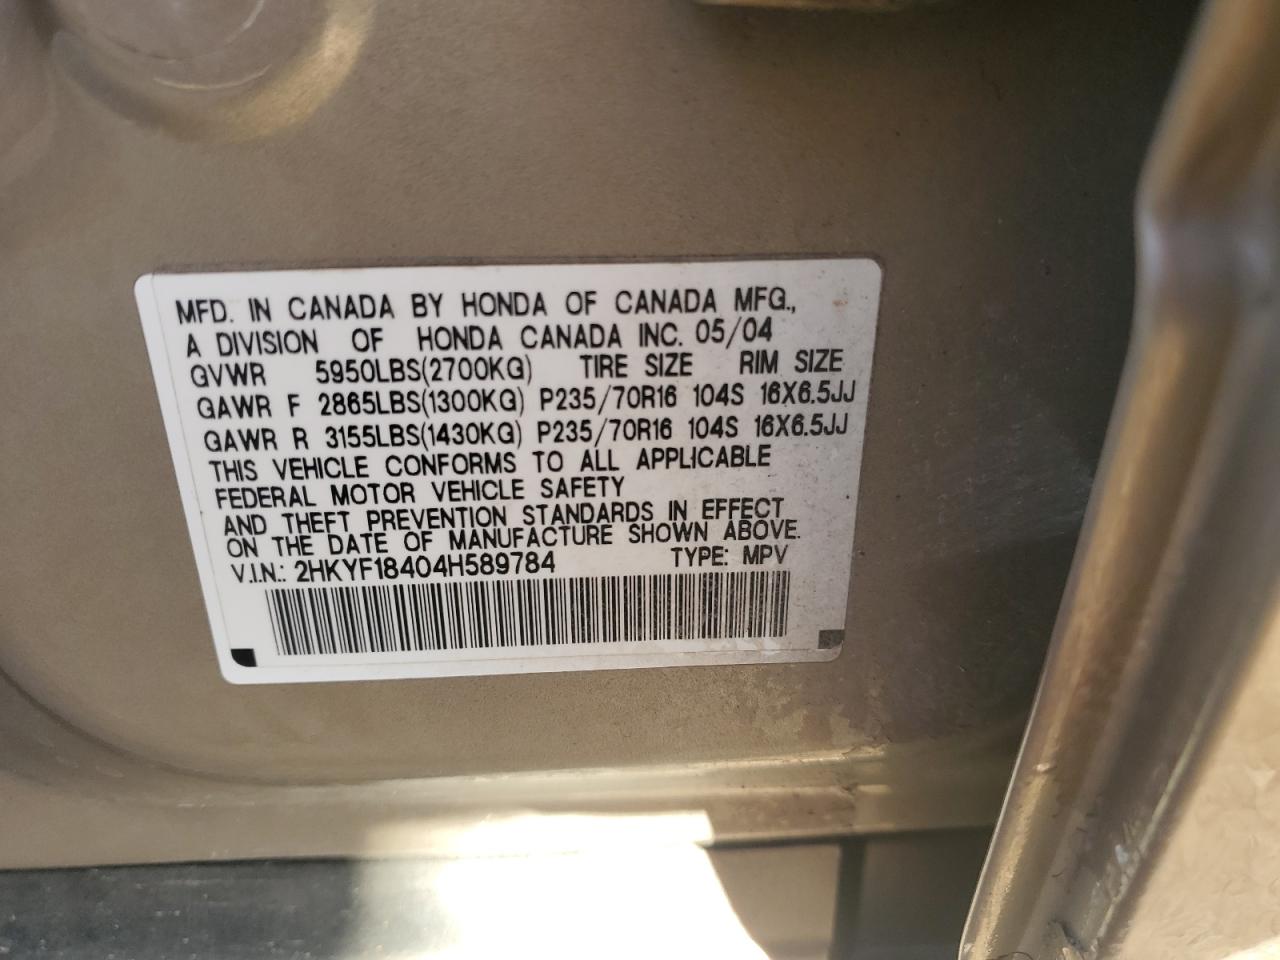 MFD. IN CANADA BY HONDA OF CANADA MFG.,
A DIVISION OF HONDA CANADA INC. 05/04
GVWR 5950LBS(2700KG) TIRE SIZE RIM SIZE
GAWR F 2865LBS(1300KG) P235/70R16 104S 16X6.5JJ
GAWR R 3155LBS(1430KG) P235/70R16 104S 16X6.5JJ
THIS VEHICLE CONFORMS TO ALL APPLICABLE
FEDERAL MOTOR VEHICLE SAFETY
AND THEFT PREVENTION STANDARDS IN EFFECT
ON THE DATE OF MANUFACTURE SHOWN ABOVE.
V.I.N.: 2HKYF18404H589784 TYPE: MPV